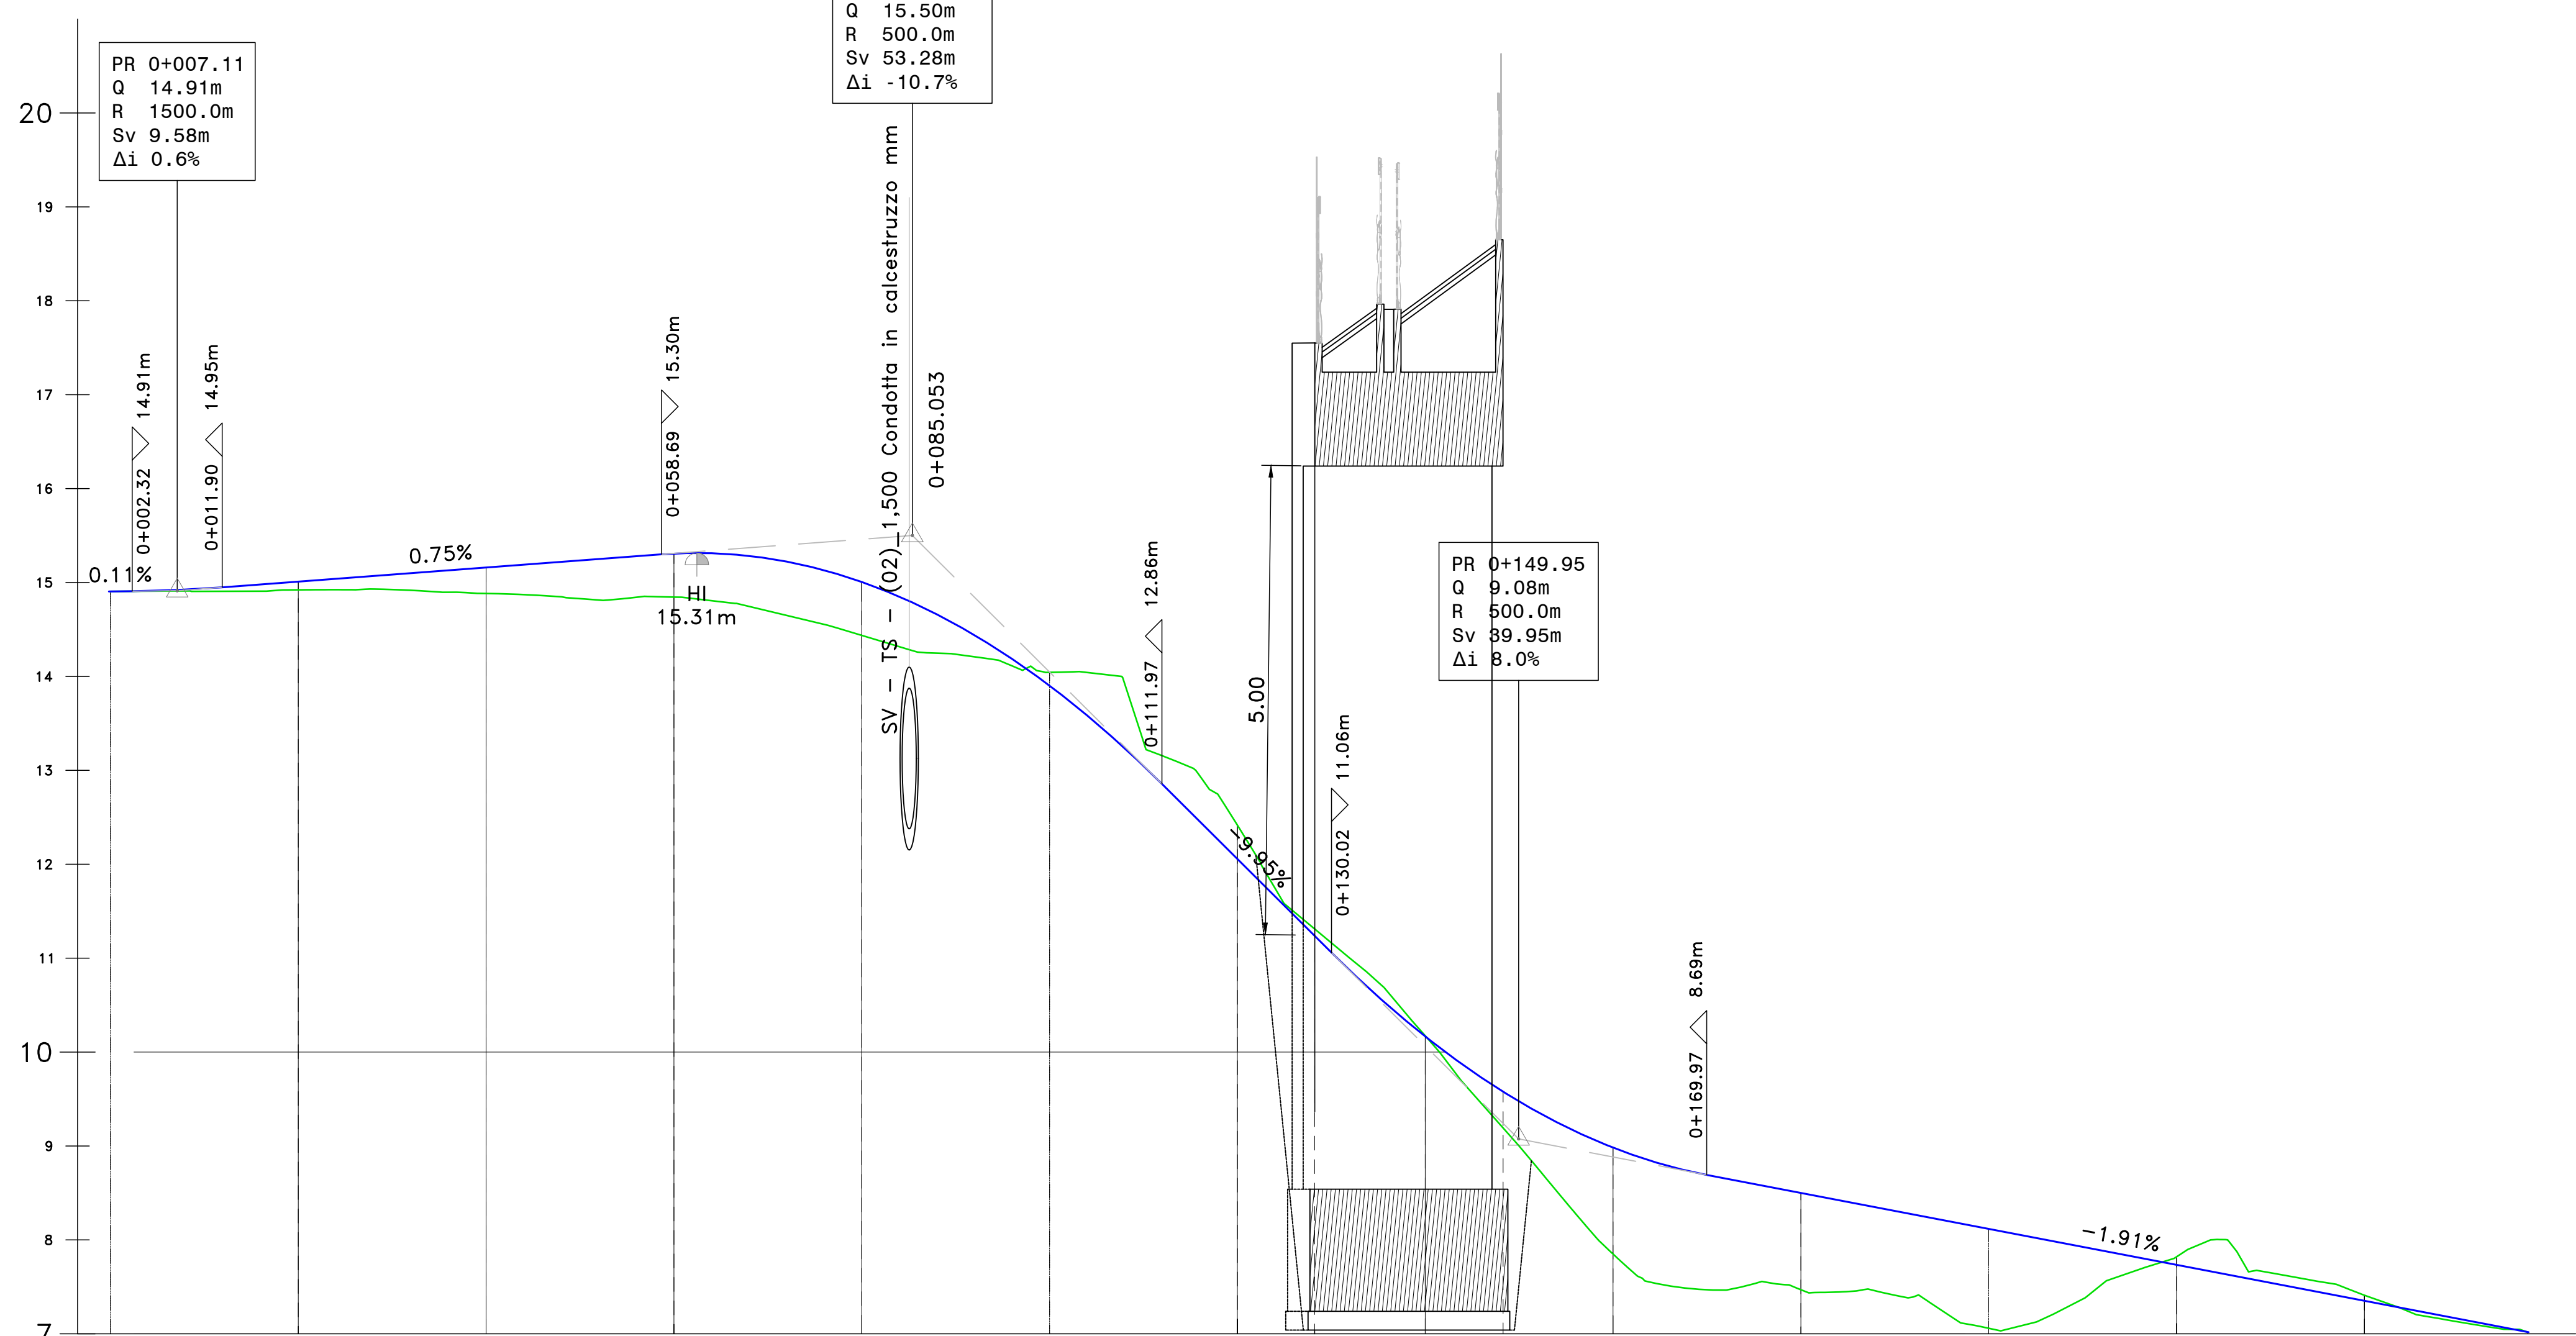 Q 15.50m
R 500.0m
Sv 53.28m
Δi -10.7%
PR 0+007.11
Q 14.91m
R 1500.0m
Sv 9.58m
Δi 0.6%
20
19
18
17
16
15
14
13
12
11
10
9
8
7
0+002.32 14.91m
0+011.90 14.95m
0.11%
0.75%
0+058.69 15.30m
HI
15.31m
SV - TS - (02)-1,500 Condotta in calcestruzzo mm
0+085.053
0+111.97 12.86m
-9.95%
5.00
0+130.02 11.06m
PR 0+149.95
Q 9.08m
R 500.0m
Sv 39.95m
Δi 8.0%
0+169.97 8.69m
-1.91%